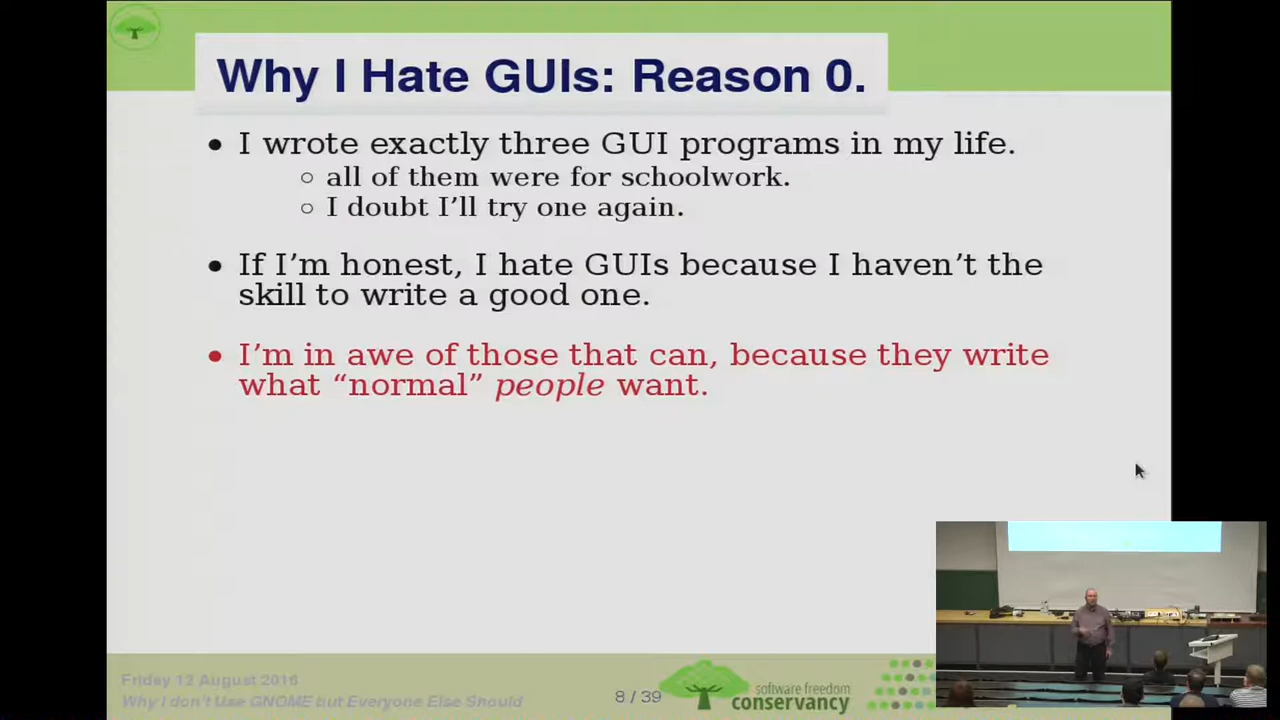 Why I Hate GUIs: Reason 0.
• I wrote exactly three GUI programs in my life.
○ all of them were for schoolwork.
○ I doubt I’ll try one again.
• If I’m honest, I hate GUIs because I haven’t the
skill to write a good one.
• I’m in awe of those that can, because they write
what “normal” people want.
Friday 12 August 2016
Why I don't Use GNOME but Everyone Else Should
8 / 39
software freedom
conservancy